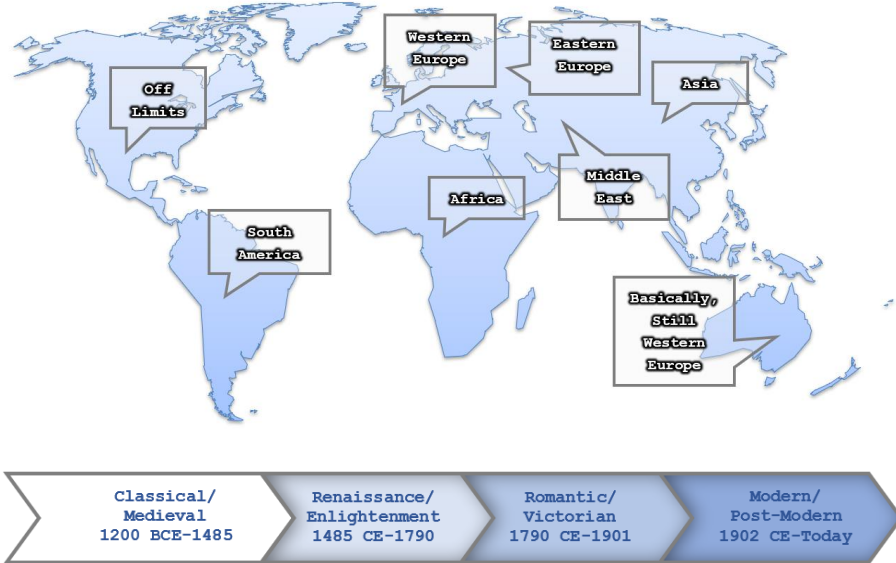 Western
Europe
Eastern
Europe
Off
Limits
Asia
Middle
East
Africa
South
America
Basically,
Still
Western
Europe
Classical/
Medieval
1200 BCE-1485
Renaissance/
Enlightenment
1485 CE-1790
Romantic/
Victorian
1790 CE-1901
Modern/
Post-Modern
1902 CE-Today